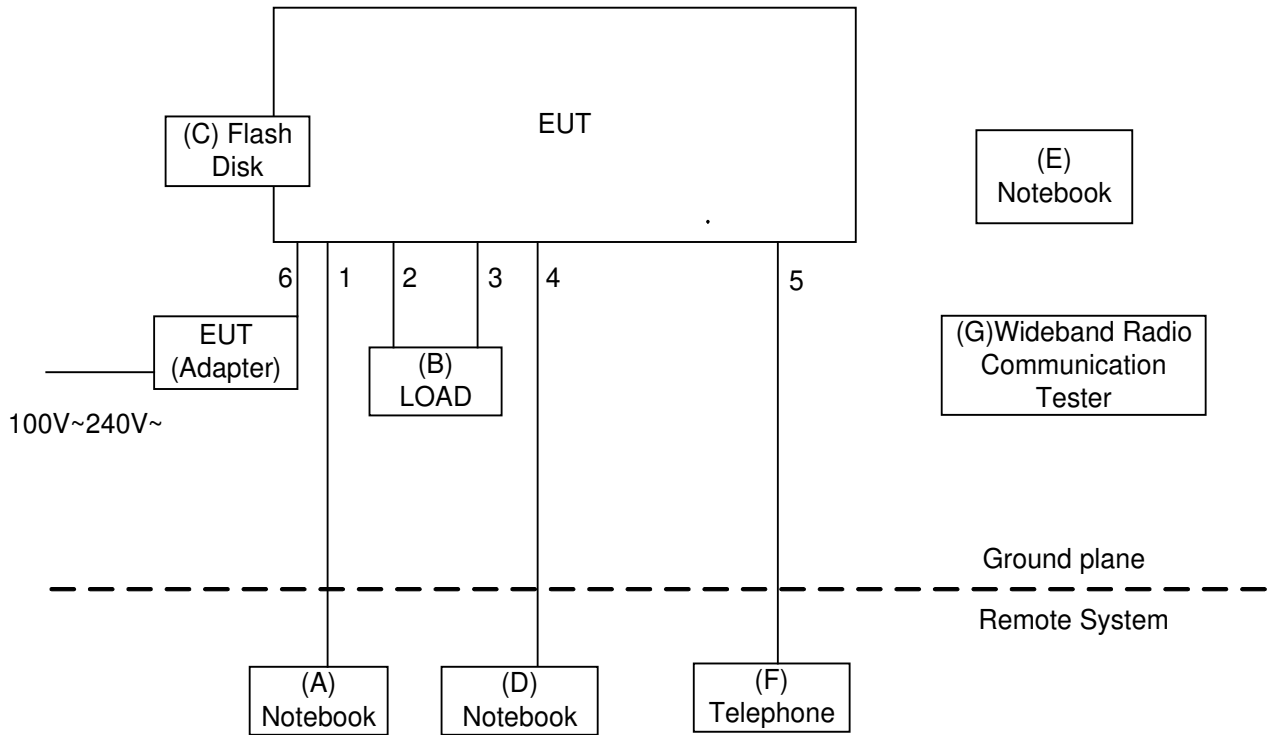 EUT
(C) Flash
Disk
(E)
Notebook
6
1
2
3
4
5
EUT
(Adapter)
(B)
LOAD
(G)Wideband Radio
Communication
Tester
100V~240V~
Ground plane
Remote System
(A)
Notebook
(D)
Notebook
(F)
Telephone